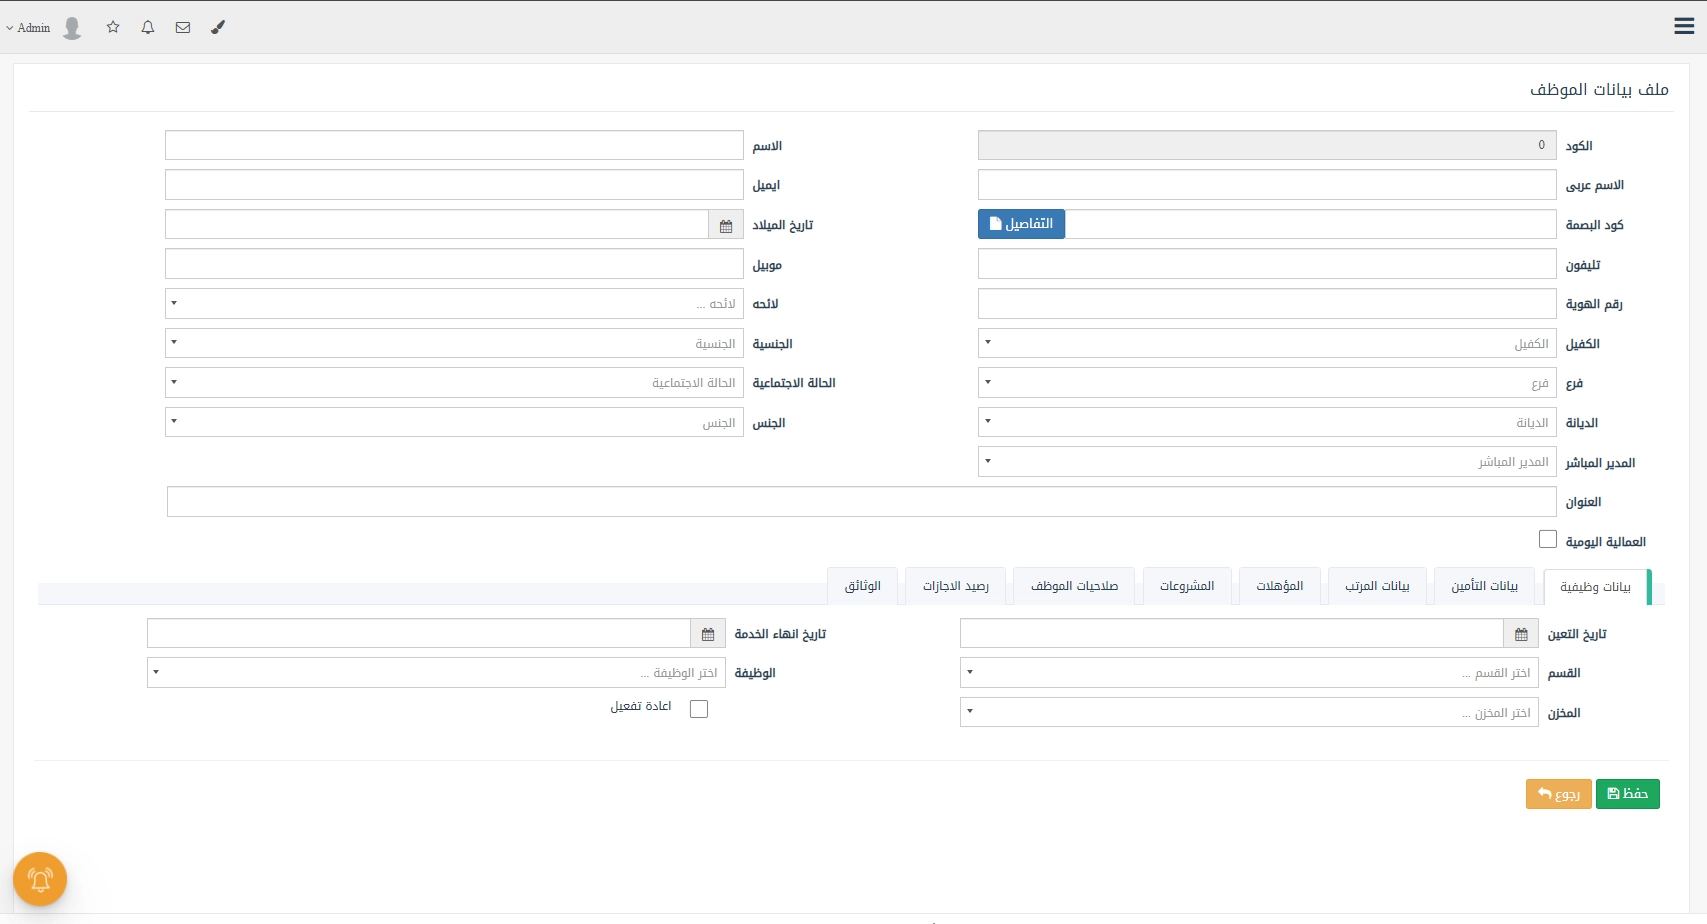 Admin
ملف بيانات الموظف
الكود 0 الاسم
الاسم عربى ايميل
كود البصمة التفاصيل تاريخ الميلاد
تليفون موبيل
رقم الهوية لائحه لائحه ...
الكفيل الكفيل الجنسية الجنسية
فرع فرع الحالة الاجتماعية الحالة الاجتماعية
الديانة الديانة الجنس الجنس
المدير المباشر المدير المباشر
العنوان
العمالية اليومية
بيانات وظيفية بيانات التأمين بيانات المرتب المؤهلات المشروعات صلاحيات الموظف رصيد الاجازات الوثائق
تاريخ التعين تاريخ انهاء الخدمة
القسم اختر القسم ... الوظيفة اختر الوظيفة ...
المخزن اختر المخزن ... اعادة تفعيل
حفظ رجوع